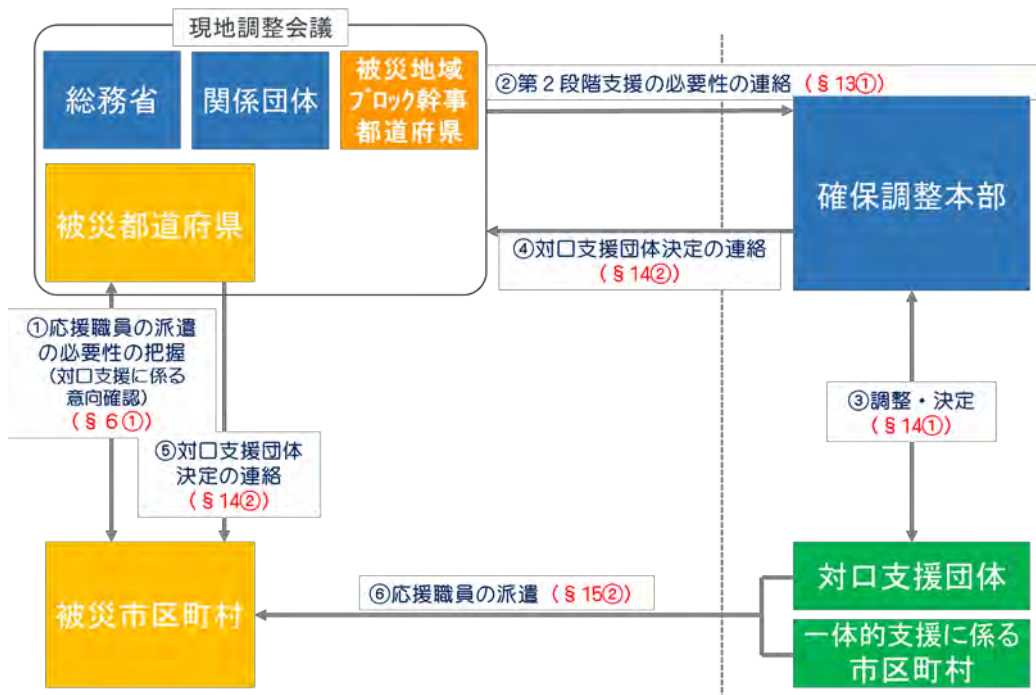 現地調整会議
総務省
関係団体
被災地域
ブロック幹事
都道府県
②第２段階支援の必要性の連絡（§13①）
確保調整本部
被災都道府県
④対口支援団体決定の連絡
（§14②）
①応援職員の派遣
の必要性の把握
（対口支援に係る
意向確認）
（§６①）
③調整・決定
（§14①）
⑤対口支援団体
決定の連絡
（§14②）
被災市区町村
⑥応援職員の派遣（§15②）
対口支援団体
一体的支援に係る
市区町村